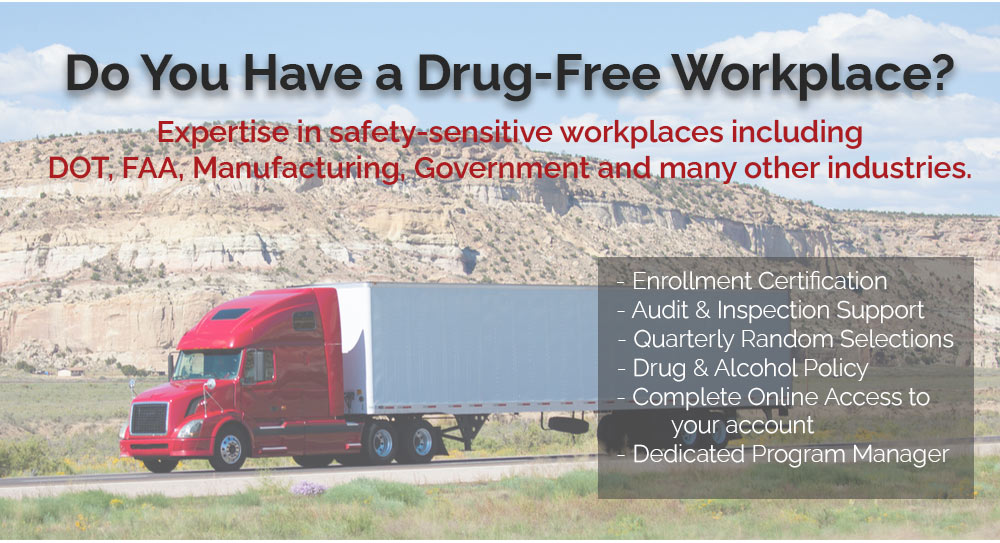 Do You Have a Drug-Free Workplace?
Expertise in safety-sensitive workplaces including
DOT, FAA, Manufacturing, Government and many other industries.
- Enrollment Certification
- Audit & Inspection Support
- Quarterly Random Selections
- Drug & Alcohol Policy
- Complete Online Access to
your account
- Dedicated Program Manager